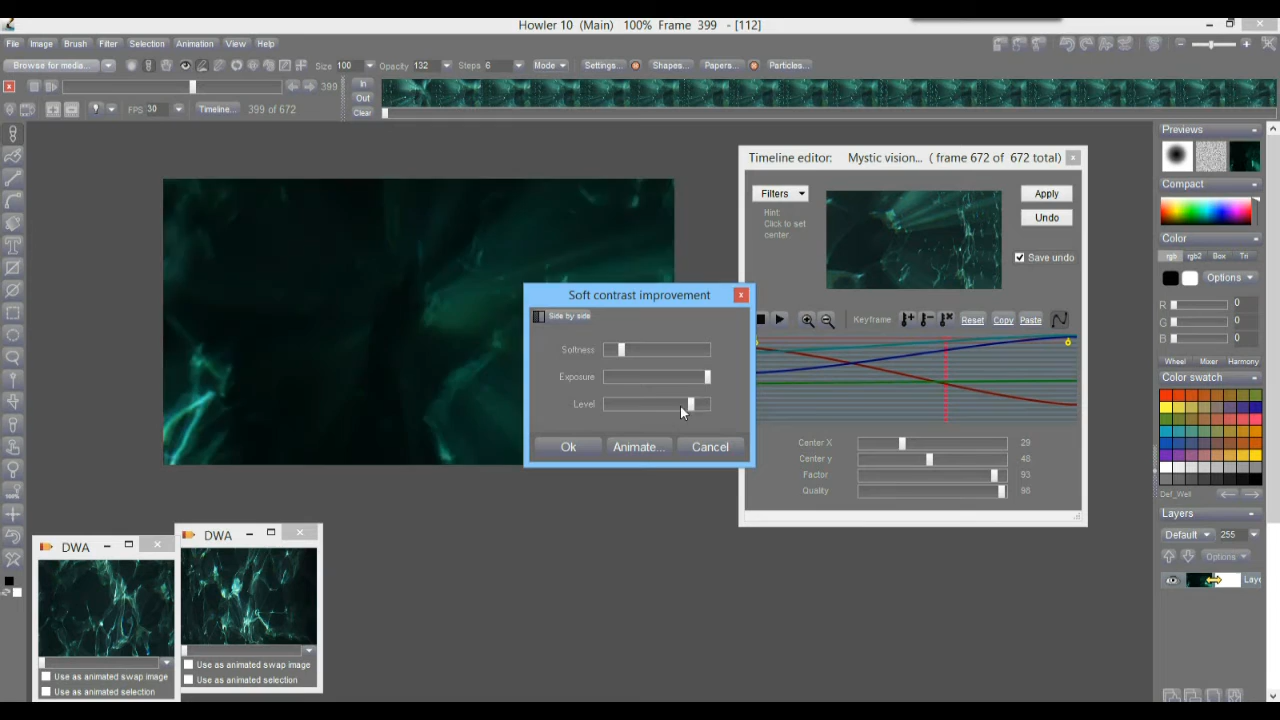 Howler 10 (Main) 100% Frame 399 - [112]
File Image Brush Filter Selection Animation View Help
Browse for media... Size 100 Opacity 132 Steps 6 Mode Settings... Shapes... Papers... Particles...
399 In
Out
FPS 30 Timeline... 399 of 672 Clear
Previews
Compact
Color
rgb rgb2 Box Tri
Options
R 0
G 0
B 0
Wheel Mixer Harmony
Color swatch
Def_Well
Layers
Default 255
Options
Laye
Timeline editor: Mystic vision... ( frame 672 of 672 total)
Filters Apply
Hint:
Click to set
center.
Undo
Save undo
Keyframe Reset Copy Paste
Center X 29
Center y 48
Factor 93
Quality 98
Soft contrast improvement
Side by side
Softness
Exposure
Level
Ok Animate... Cancel
DWA
Use as animated swap image
Use as animated selection
DWA
Use as animated swap image
Use as animated selection